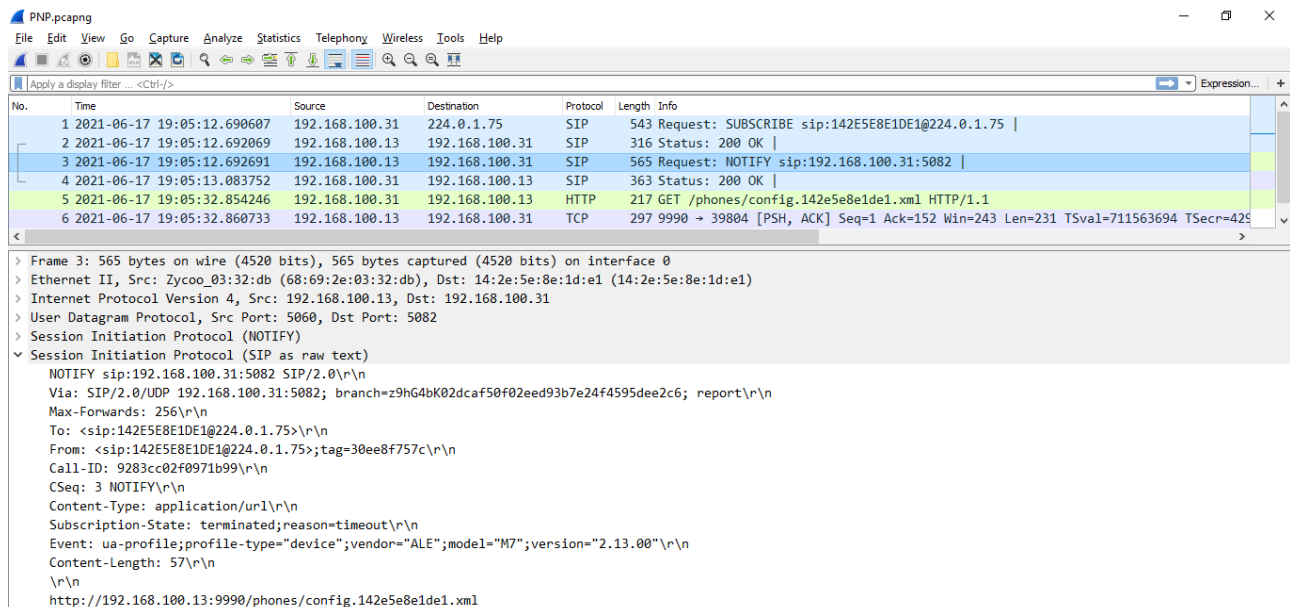 PNP.pcapng
File Edit View Go Capture Analyze Statistics Telephony Wireless Tools Help
Apply a display filter ... <Ctrl-/> Expression... +
No. Time Source Destination Protocol Length Info
1 2021-06-17 19:05:12.690607 192.168.100.31 224.0.1.75 SIP 543 Request: SUBSCRIBE sip:142E5E8E1DE1@224.0.1.75 |
2 2021-06-17 19:05:12.692069 192.168.100.13 192.168.100.31 SIP 316 Status: 200 OK |
3 2021-06-17 19:05:12.692691 192.168.100.13 192.168.100.31 SIP 565 Request: NOTIFY sip:192.168.100.31:5082 |
4 2021-06-17 19:05:13.083752 192.168.100.31 192.168.100.13 SIP 363 Status: 200 OK |
5 2021-06-17 19:05:32.854246 192.168.100.31 192.168.100.13 HTTP 217 GET /phones/config.142e5e8e1de1.xml HTTP/1.1
6 2021-06-17 19:05:32.860733 192.168.100.13 192.168.100.31 TCP 297 9990 → 39804 [PSH, ACK] Seq=1 Ack=152 Win=243 Len=231 TSval=711563694 TSecr=429
> Frame 3: 565 bytes on wire (4520 bits), 565 bytes captured (4520 bits) on interface 0
> Ethernet II, Src: Zycoo_03:32:db (68:69:2e:03:32:db), Dst: 14:2e:5e:8e:1d:e1 (14:2e:5e:8e:1d:e1)
> Internet Protocol Version 4, Src: 192.168.100.13, Dst: 192.168.100.31
> User Datagram Protocol, Src Port: 5060, Dst Port: 5082
> Session Initiation Protocol (NOTIFY)
Session Initiation Protocol (SIP as raw text)
NOTIFY sip:192.168.100.31:5082 SIP/2.0\r\n
Via: SIP/2.0/UDP 192.168.100.31:5082; branch=z9hG4bK02dcaf50f02eed93b7e24f4595dee2c6; report\r\n
Max-Forwards: 256\r\n
To: <sip:142E5E8E1DE1@224.0.1.75>\r\n
From: <sip:142E5E8E1DE1@224.0.1.75>;tag=30ee8f757c\r\n
Call-ID: 9283cc02f0971b99\r\n
CSeq: 3 NOTIFY\r\n
Content-Type: application/url\r\n
Subscription-State: terminated;reason=timeout\r\n
Event: ua-profile;profile-type="device";vendor="ALE";model="M7";version="2.13.00"\r\n
Content-Length: 57\r\n
\r\n
http://192.168.100.13:9990/phones/config.142e5e8e1de1.xml